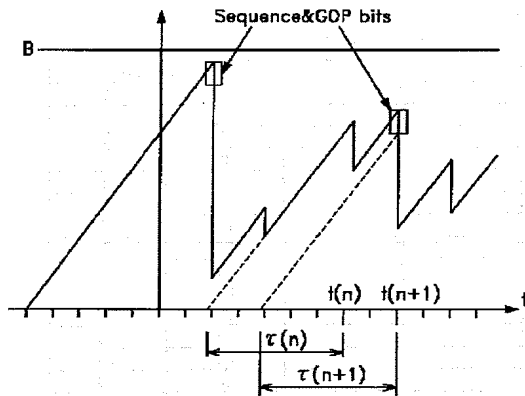 Sequence&GOP bits
B
t(n) t(n+1)
t
τ(n)
τ(n+1)